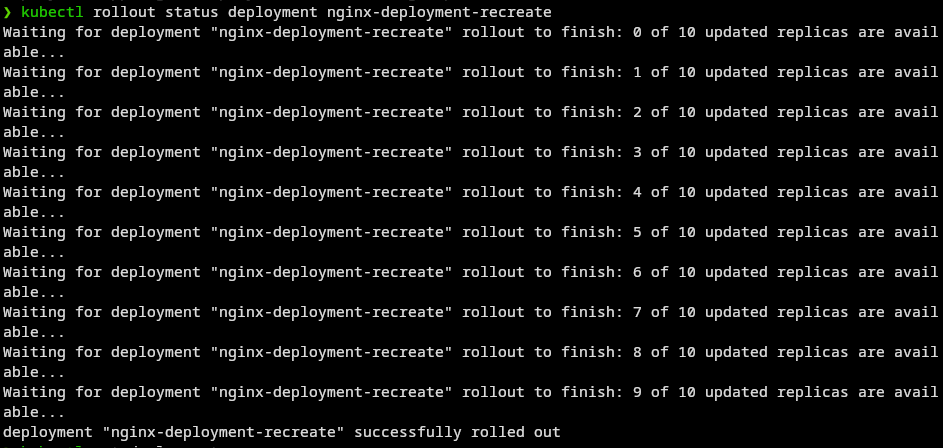 ❯ kubectl rollout status deployment nginx-deployment-recreate
Waiting for deployment "nginx-deployment-recreate" rollout to finish: 0 of 10 updated replicas are avail
able...
Waiting for deployment "nginx-deployment-recreate" rollout to finish: 1 of 10 updated replicas are avail
able...
Waiting for deployment "nginx-deployment-recreate" rollout to finish: 2 of 10 updated replicas are avail
able...
Waiting for deployment "nginx-deployment-recreate" rollout to finish: 3 of 10 updated replicas are avail
able...
Waiting for deployment "nginx-deployment-recreate" rollout to finish: 4 of 10 updated replicas are avail
able...
Waiting for deployment "nginx-deployment-recreate" rollout to finish: 5 of 10 updated replicas are avail
able...
Waiting for deployment "nginx-deployment-recreate" rollout to finish: 6 of 10 updated replicas are avail
able...
Waiting for deployment "nginx-deployment-recreate" rollout to finish: 7 of 10 updated replicas are avail
able...
Waiting for deployment "nginx-deployment-recreate" rollout to finish: 8 of 10 updated replicas are avail
able...
Waiting for deployment "nginx-deployment-recreate" rollout to finish: 9 of 10 updated replicas are avail
able...
deployment "nginx-deployment-recreate" successfully rolled out